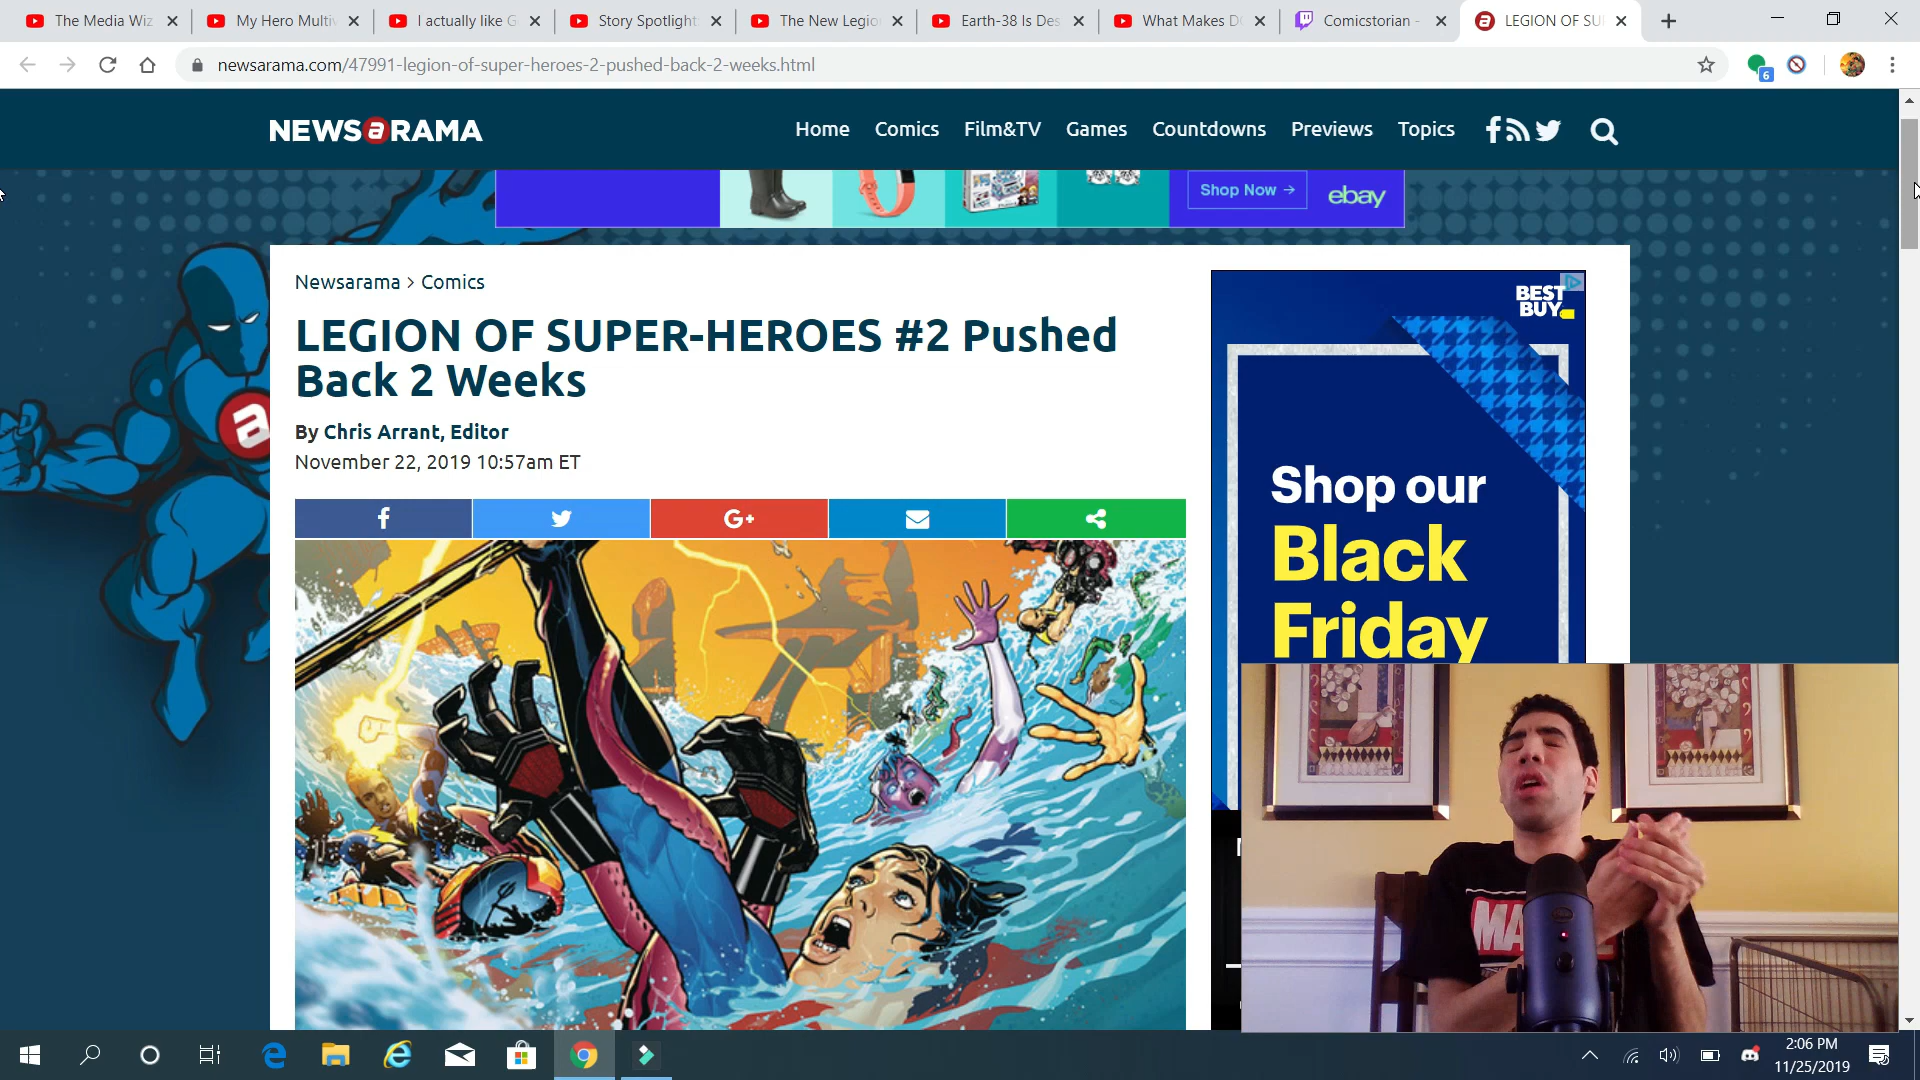 The Media Wiz
My Hero Multiv
I actually like G
Story Spotlight
The New Legio
Earth-38 Is Des
What Makes D
Comicstorian -
LEGION OF SU
newsarama.com/47991-legion-of-super-heroes-2-pushed-back-2-weeks.html
6
NEWSaRAMA
Home
Comics
Film&TV
Games
Countdowns
Previews
Topics
Shop Now →
ebay
Newsarama > Comics
LEGION OF SUPER-HEROES #2 Pushed
Back 2 Weeks
By Chris Arrant, Editor
November 22, 2019 10:57am ET
G+
BEST
BUY
Shop our
Black
Friday
MA
2:06 PM
11/25/2019